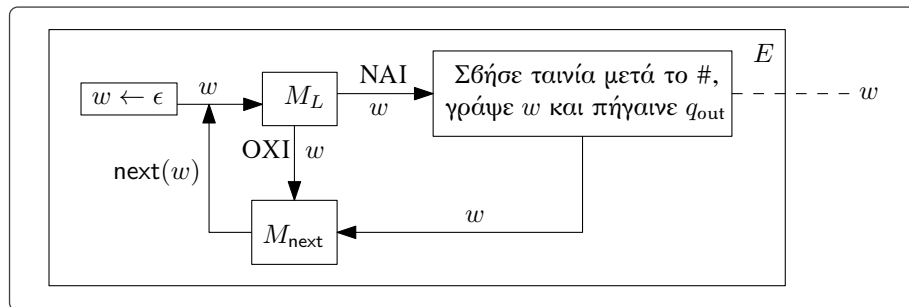 E
w ← ϵ
w
M_L
NAI
w
Σβήσε ταινία μετά το #,
γράψε w και πήγαινε q_out
w
OXI w
next(w)
M_next
w